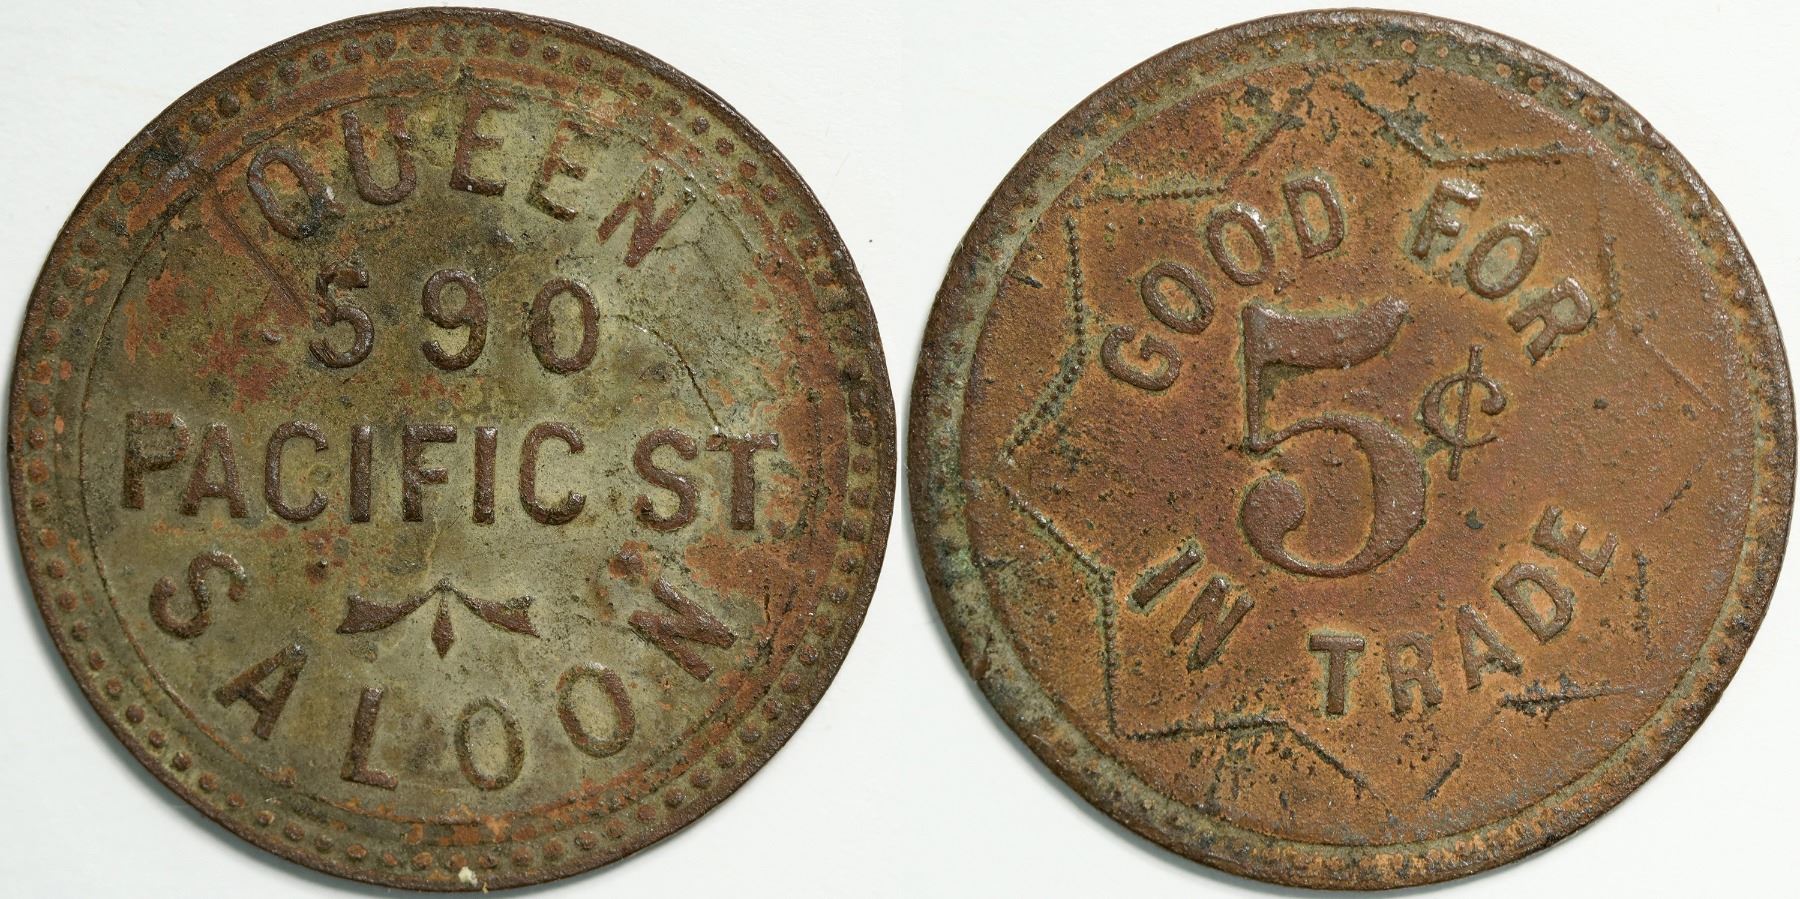 QUEEN
590
PACIFIC ST.
SALOON
GOOD FOR
5¢
IN TRADE